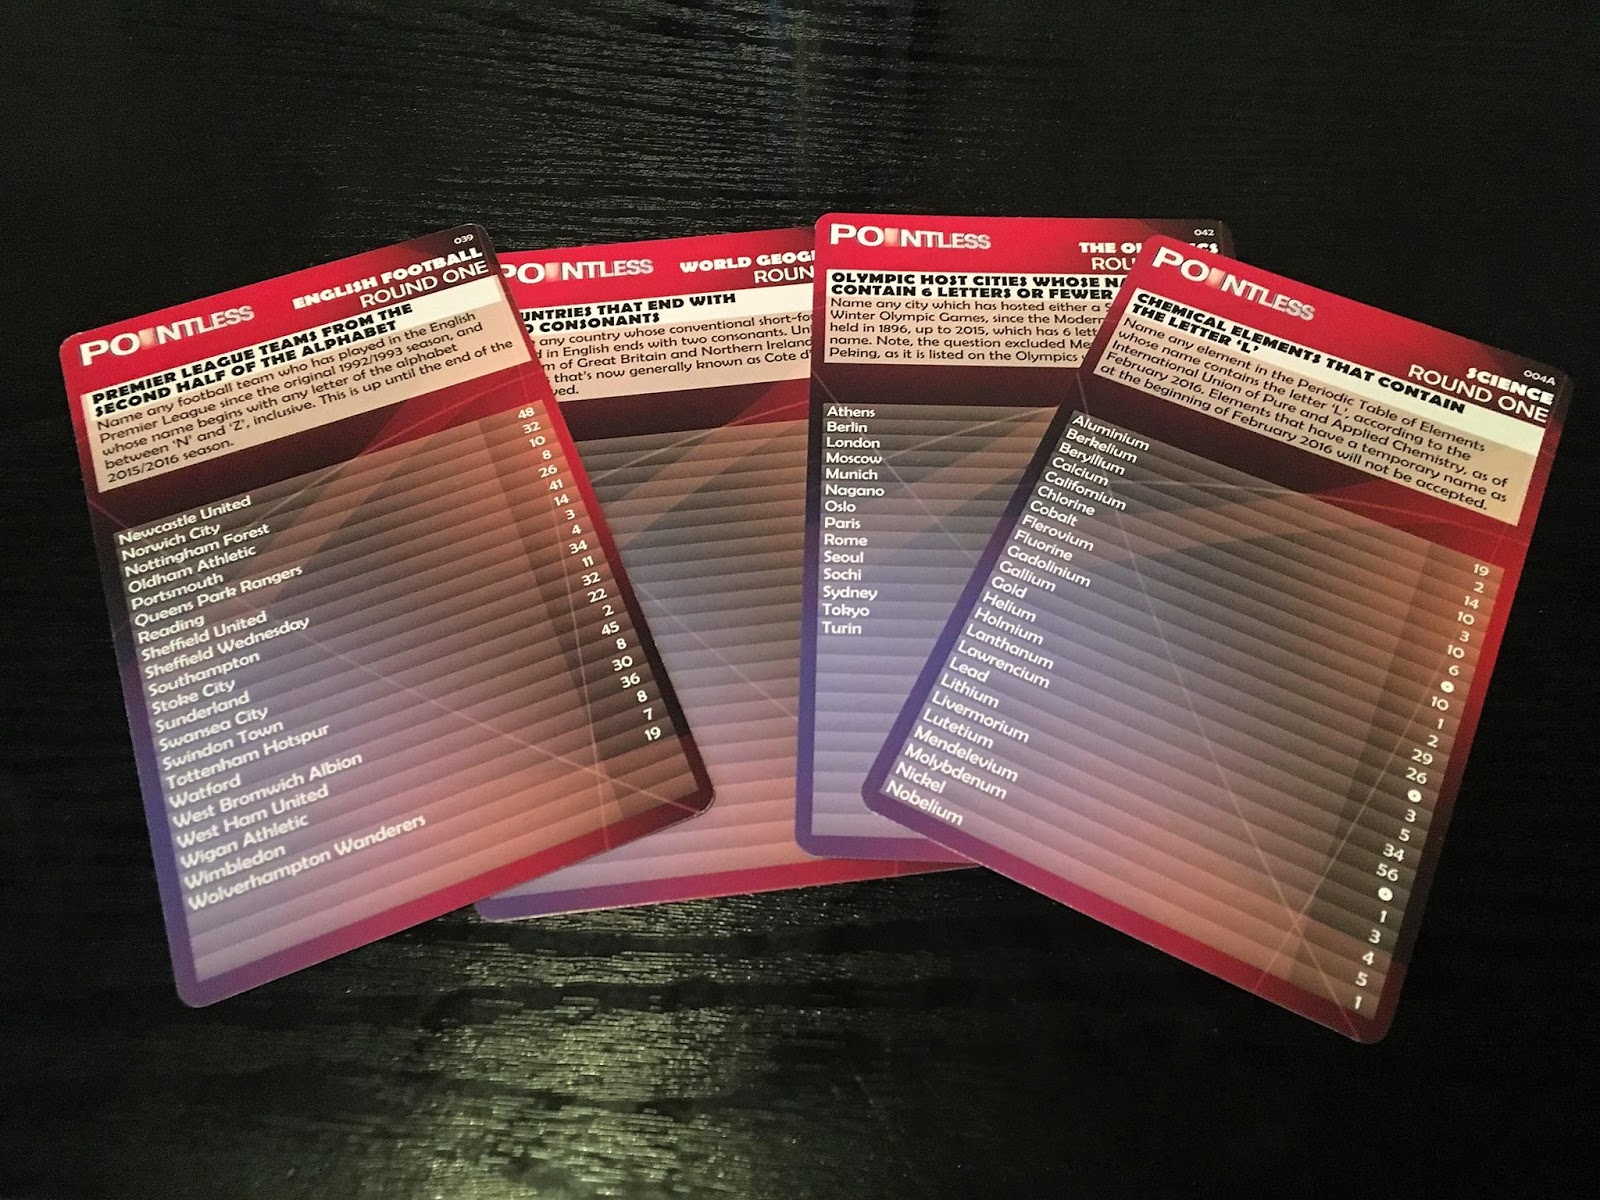 039
POINTLESS
ENGLISH FOOTBALL
ROUND ONE
PREMIER LEAGUE TEAMS FROM THE
SECOND HALF OF THE ALPHABET
Name any football team who has played in the English
Premier League since the original 1992/1993 season, and
whose name begins with any letter of the alphabet
between 'N' and 'Z', inclusive. This is up until the end of the
2015/2016 season.
Newcastle United 48
Norwich City 32
Nottingham Forest 10
Oldham Athletic 8
Portsmouth 26
Queens Park Rangers 41
Reading 14
Sheffield United 3
Sheffield Wednesday 4
Southampton 34
Stoke City 11
Sunderland 32
Swansea City 22
Swindon Town 2
Tottenham Hotspur 45
Watford 8
West Bromwich Albion 30
West Ham United 36
Wigan Athletic 8
Wimbledon 7
Wolverhampton Wanderers 19
POINTLESS
WORLD GEOG
ROUN
UNTRIES THAT END WITH
O CONSONANTS
any country whose conventional short-fo
d in English ends with two consonants. Uni
m of Great Britain and Northern Ireland
s that's now generally known as Cote d'
ved.
042
POINTLESS
THE OL CS
ROU
OLYMPIC HOST CITIES WHOSE NA
CONTAIN 6 LETTERS OR FEWER
Name any city which has hosted either a S
Winter Olympic Games, since the Modern
held in 1896, up to 2015, which has 6 lett
name. Note, the question excluded Me
Peking, as it is listed on the Olympics
Athens
Berlin
London
Moscow
Munich
Nagano
Oslo
Paris
Rome
Seoul
Sochi
Sydney
Tokyo
Turin
POINTLESS
004A
SCIENCE
ROUND ONE
CHEMICAL ELEMENTS THAT CONTAIN
THE LETTER 'L'
Name any element in the Periodic Table of Elements
whose name contains the letter 'L', according to the
International Union of Pure and Applied Chemistry, as of
February 2016. Elements that have a temporary name as
at the beginning of February 2016 will not be accepted.
Aluminium 19
Berkelium 2
Beryllium 14
Calcium 10
Californium 3
Chlorine 10
Cobalt 6
Flerovium
Fluorine 10
Gadolinium 1
Gallium 2
Gold 29
Helium 26
Holmium
Lanthanum 3
Lawrencium 5
Lead 34
Lithium 56
Livermorium
Lutetium 1
Mendelevium 3
Molybdenum 4
Nickel 5
Nobelium 1